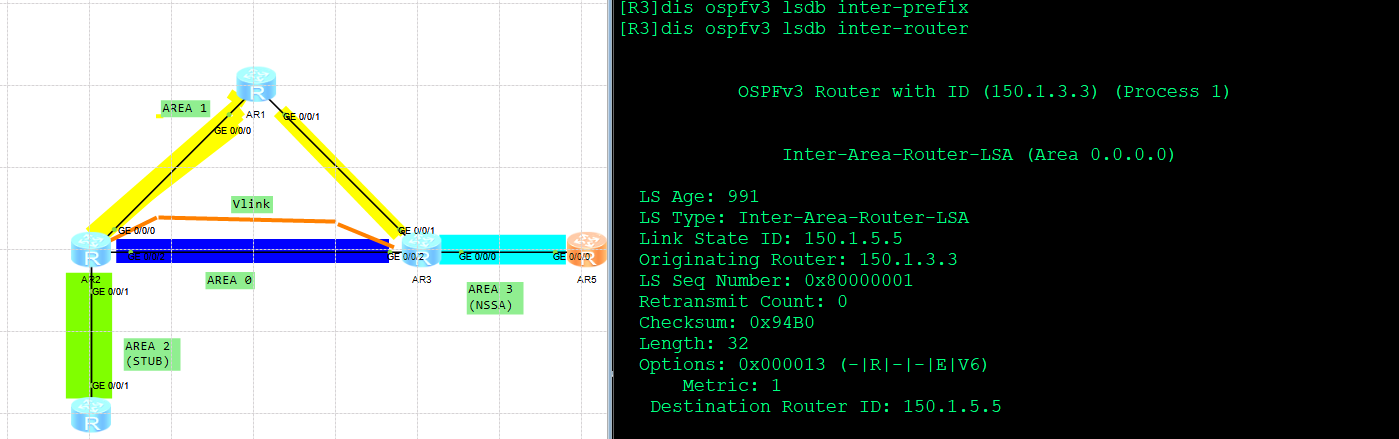 AREA 1
AR1
GE 0/0/1
GE 0/0/0
Vlink
GE 0/0/0
GE 0/0/1
GE 0/0/2
GE 0/0/0
GE 0/0/0
AR2
AREA 0
AR3
AR5
GE 0/0/1
AREA 3
(NSSA)
AREA 2
(STUB)
GE 0/0/1
[R3]dis ospfv3 lsdb inter-prefix
[R3]dis ospfv3 lsdb inter-router
OSPFv3 Router with ID (150.1.3.3) (Process 1)
Inter-Area-Router-LSA (Area 0.0.0.0)
LS Age: 991
LS Type: Inter-Area-Router-LSA
Link State ID: 150.1.5.5
Originating Router: 150.1.3.3
LS Seq Number: 0x80000001
Retransmit Count: 0
Checksum: 0x94B0
Length: 32
Options: 0x000013 (-|R|-|-|E|V6)
Metric: 1
Destination Router ID: 150.1.5.5